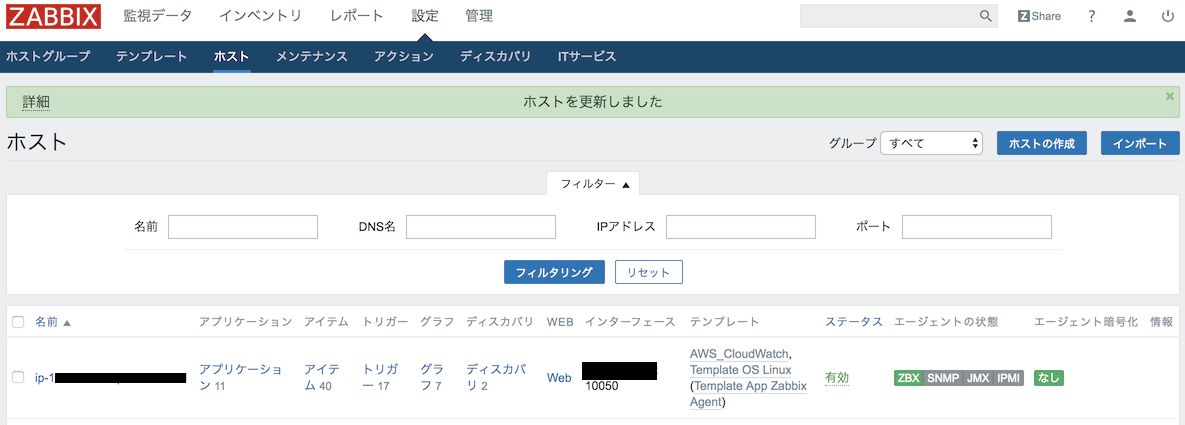 ZABBIX 監視データ インベントリ レポート 設定 管理 Z Share ?
ホストグループ テンプレート ホスト メンテナンス アクション ディスカバリ ITサービス
詳細 ホストを更新しました ×
ホスト グループ すべて ホストの作成 インポート
フィルター ▲
名前 DNS名 IPアドレス ポート
フィルタリング リセット
名前 ▲ アプリケーション アイテム トリガー グラフ ディスカバリ WEB インターフェース テンプレート ステータス エージェントの状態 エージェント暗号化 情報
ip-1 アプリケーショ
ン 11 アイテ
ム 40 トリガ
ー 17 グラ
フ 7 ディスカバ
リ 2 Web
10050
AWS_CloudWatch,
Template OS Linux
(Template App Zabbix
Agent)
有効 ZBX SNMP JMX IPMI なし